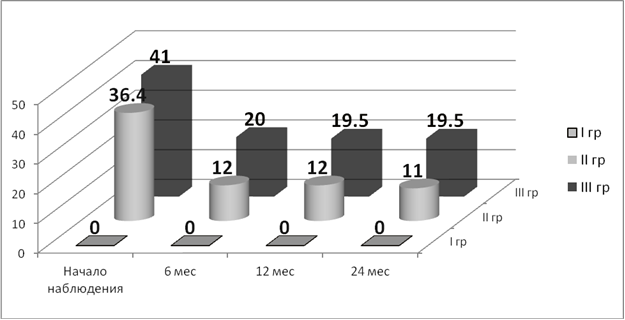 41
36.4
20
19.5
19.5
12
12
11
0
0
0
0
50
40
30
20
10
0
Начало
наблюдения
6 мес
12 мес
24 мес
I гр
II гр
III гр
I гр
II гр
III гр